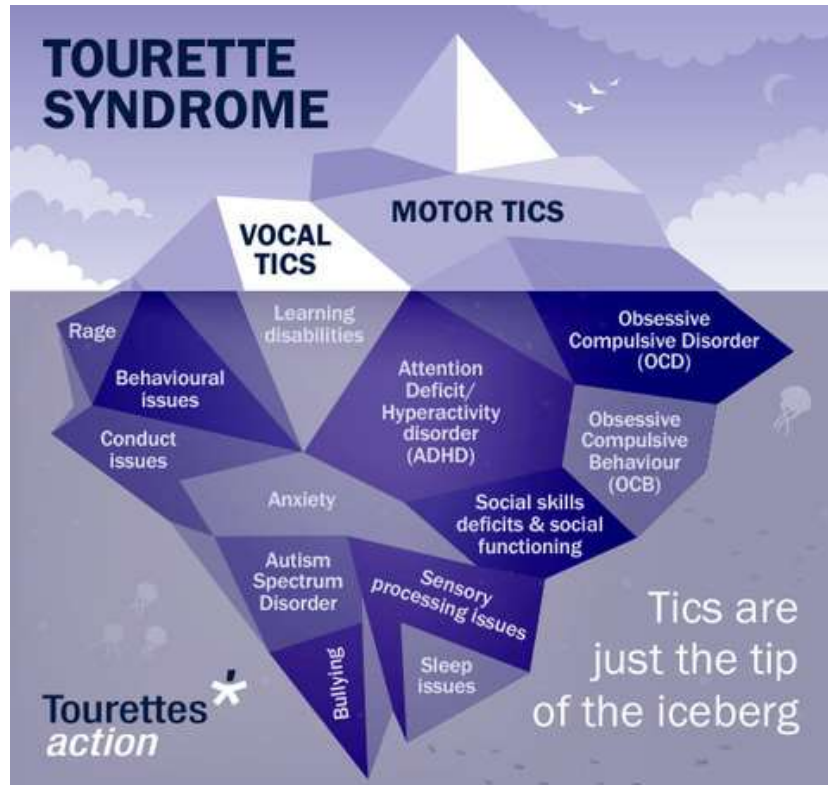 TOURETTE
SYNDROME
MOTOR TICS
VOCAL
TICS
Rage
Learning
disabilities
Obsessive
Compulsive Disorder
(OCD)
Behavioural
issues
Attention
Deficit/
Hyperactivity
disorder
(ADHD)
Conduct
issues
Obsessive
Compulsive
Behaviour
(OCB)
Anxiety
Social skills
deficits & social
functioning
Autism
Spectrum
Disorder
Sensory
processing issues
Bullying
Sleep
issues
Tics are
just the tip
of the iceberg
Tourettes
action